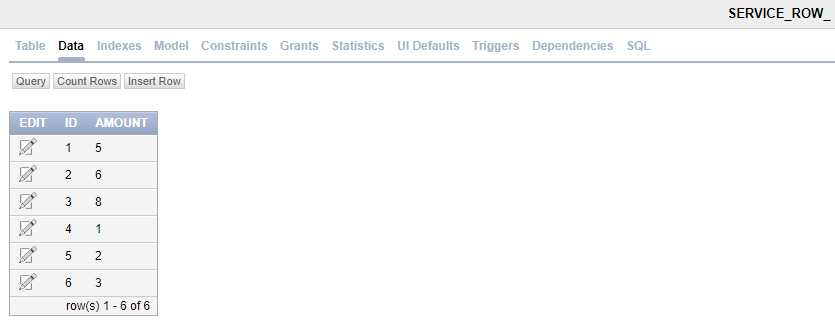 SERVICE_ROW_
Table Data Indexes Model Constraints Grants Statistics UI Defaults Triggers Dependencies SQL
Query Count Rows Insert Row
EDIT ID AMOUNT
1 5
2 6
3 8
4 1
5 2
6 3
row(s) 1 - 6 of 6